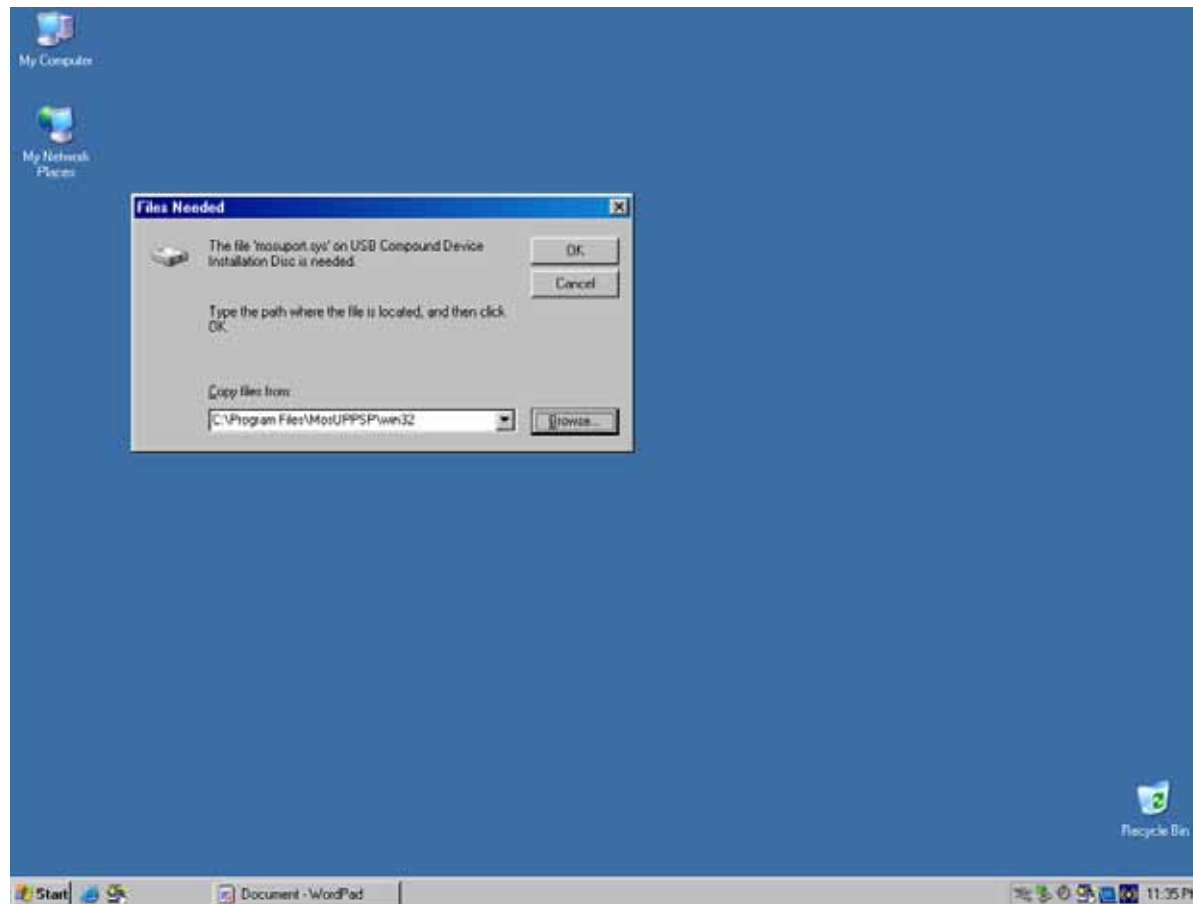 My Computer
My Network
Places
Files Needed
The file 'mosuport.sys' on USB Compound Device
Installation Disc is needed.
OK
Cancel
Type the path where the file is located, and then click
OK.
Copy files from:
C:\Program Files\MosUPPSP\win32
Browse...
Recycle Bin
Start
Document - WordPad
11:35 P